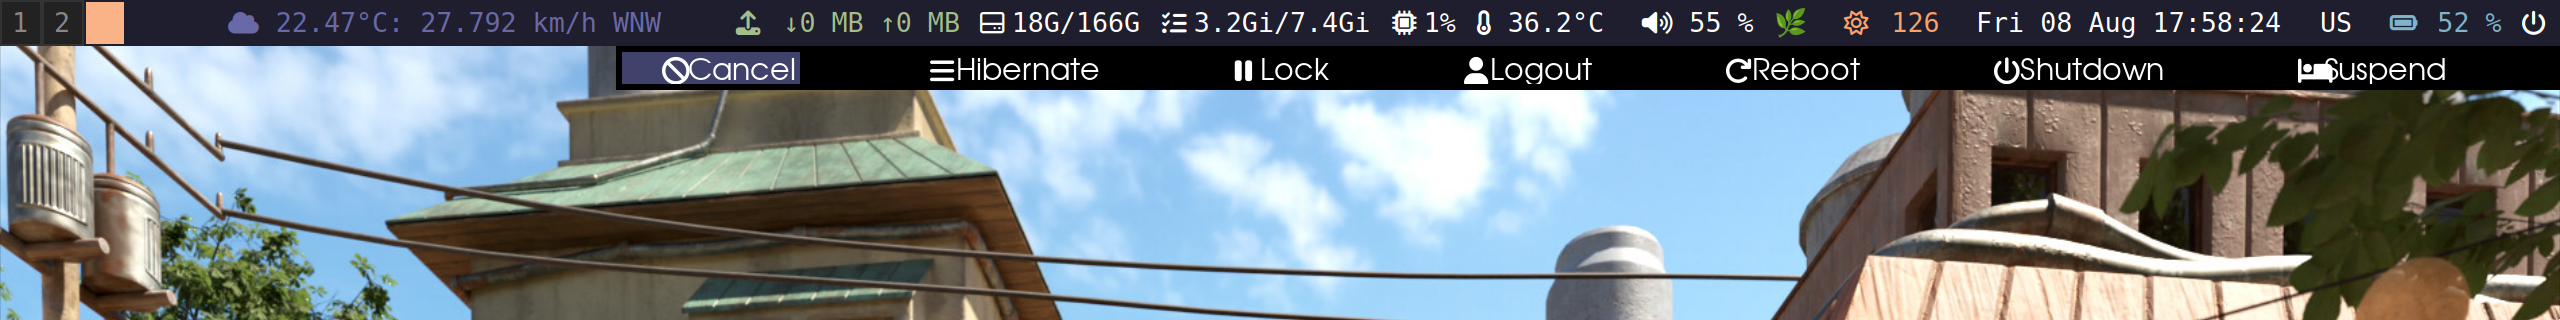 1 2 22.47°C: 27.792 km/h WNW ↓0 MB ↑0 MB 18G/166G 3.2Gi/7.4Gi 1% 36.2°C 55 % 126 Fri 08 Aug 17:58:24 US 52 %
Cancel Hibernate Lock Logout Reboot Shutdown Suspend